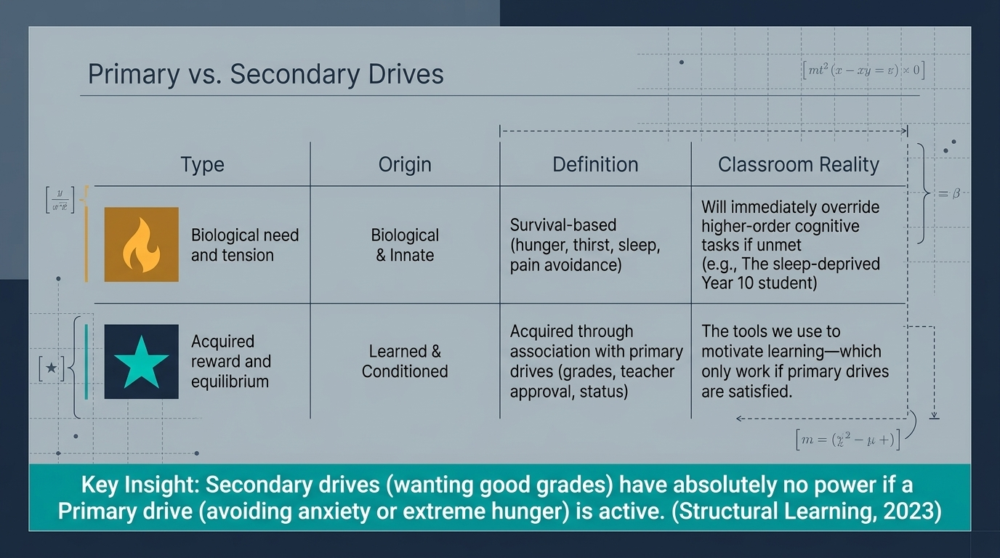 Primary vs. Secondary Drives
Type
Origin
Definition
Classroom Reality
Biological need
and tension
Biological
& Innate
Survival-based
(hunger, thirst, sleep,
pain avoidance)
Will immediately override
higher-order cognitive
tasks if unmet
(e.g., The sleep-deprived
Year 10 student)
Acquired
reward and
equilibrium
Learned &
Conditioned
Acquired through
association with primary
drives (grades, teacher
approval, status)
The tools we use to
motivate learning—which
only work if primary drives
are satisfied.
= β
Key Insight: Secondary drives (wanting good grades) have absolutely no power if a
Primary drive (avoiding anxiety or extreme hunger) is active. (Structural Learning, 2023)